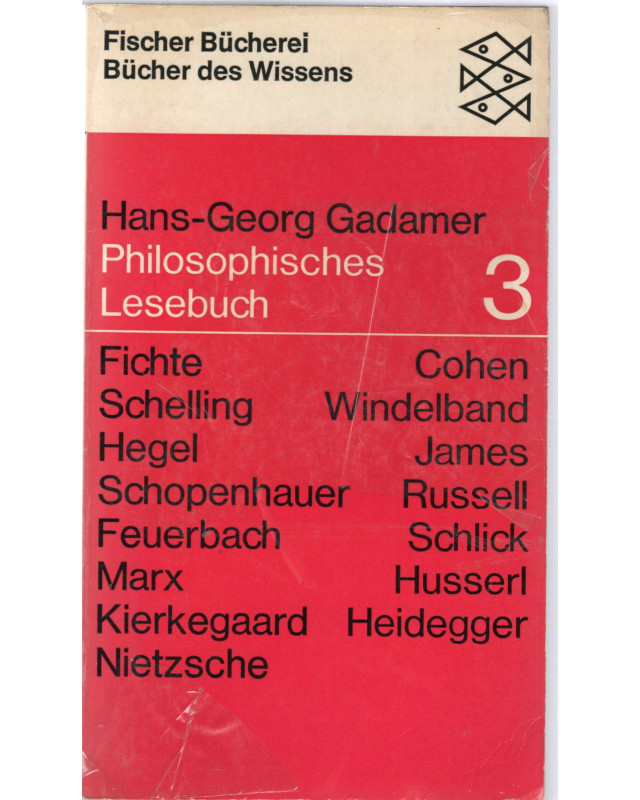 Fischer Bücherei
Bücher des Wissens
Hans-Georg Gadamer
Philosophisches
Lesebuch
3
Fichte
Schelling
Hegel
Schopenhauer
Feuerbach
Marx
Kierkegaard
Nietzsche
Cohen
Windelband
James
Russell
Schlick
Husserl
Heidegger